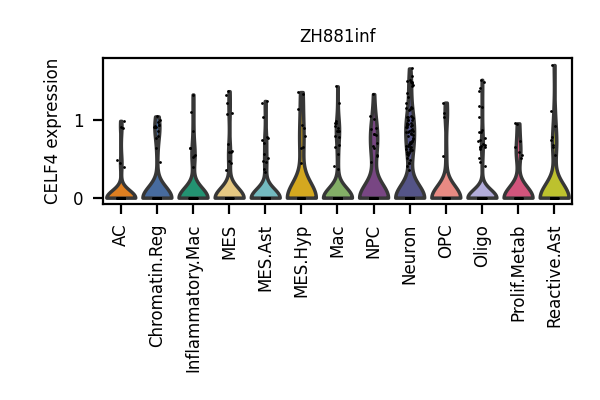 ZH881inf
CELF4 expression
1
0
AC
Chromatin.Reg
Inflammatory.Mac
MES
MES.Ast
MES.Hyp
Mac
NPC
Neuron
OPC
Oligo
Prolif.Metab
Reactive.Ast